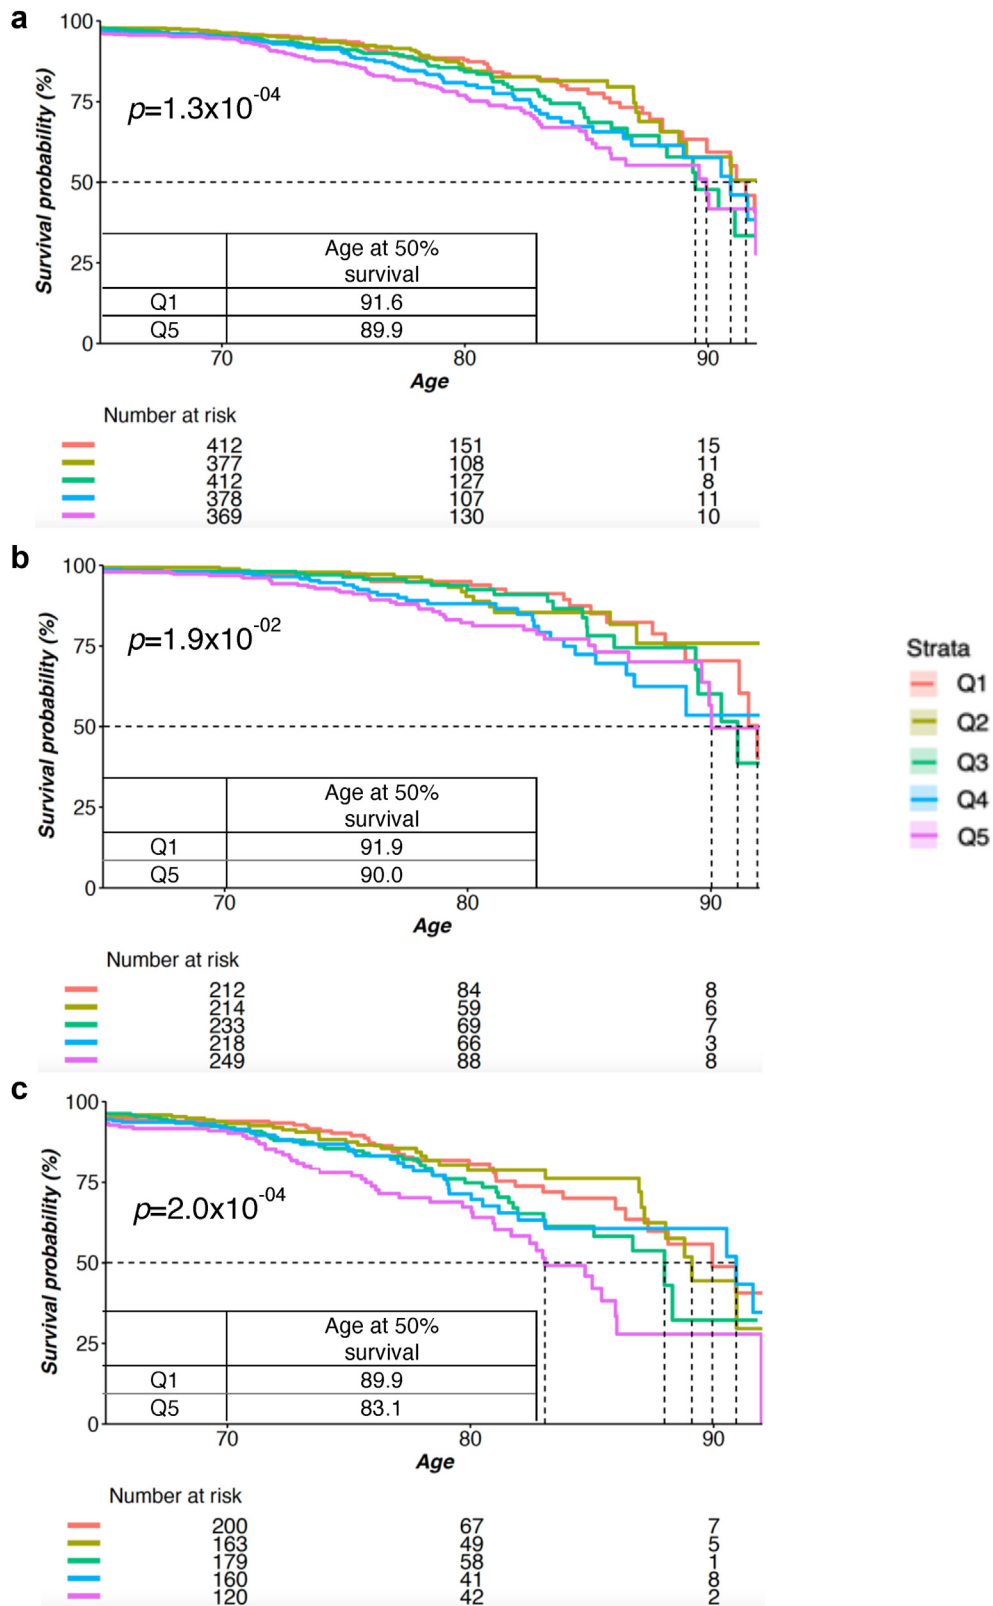 a
100
75
50
25
0
Survival probability (%)
p=1.3x10-04
Age at 50%
survival
Q1 91.6
Q5 89.9
70 80 90
Age
Number at risk
412 151 15
377 108 11
412 127 8
378 107 11
369 130 10
b
100
75
50
25
0
Survival probability (%)
p=1.9x10-02
Age at 50%
survival
Q1 91.9
Q5 90.0
70 80 90
Age
Number at risk
212 84 8
214 59 6
233 69 7
218 66 3
249 88 8
Strata
Q1
Q2
Q3
Q4
Q5
c
100
75
50
25
0
Survival probability (%)
p=2.0x10-04
Age at 50%
survival
Q1 89.9
Q5 83.1
70 80 90
Age
Number at risk
200 67 7
163 49 5
179 58 1
160 41 8
120 42 2